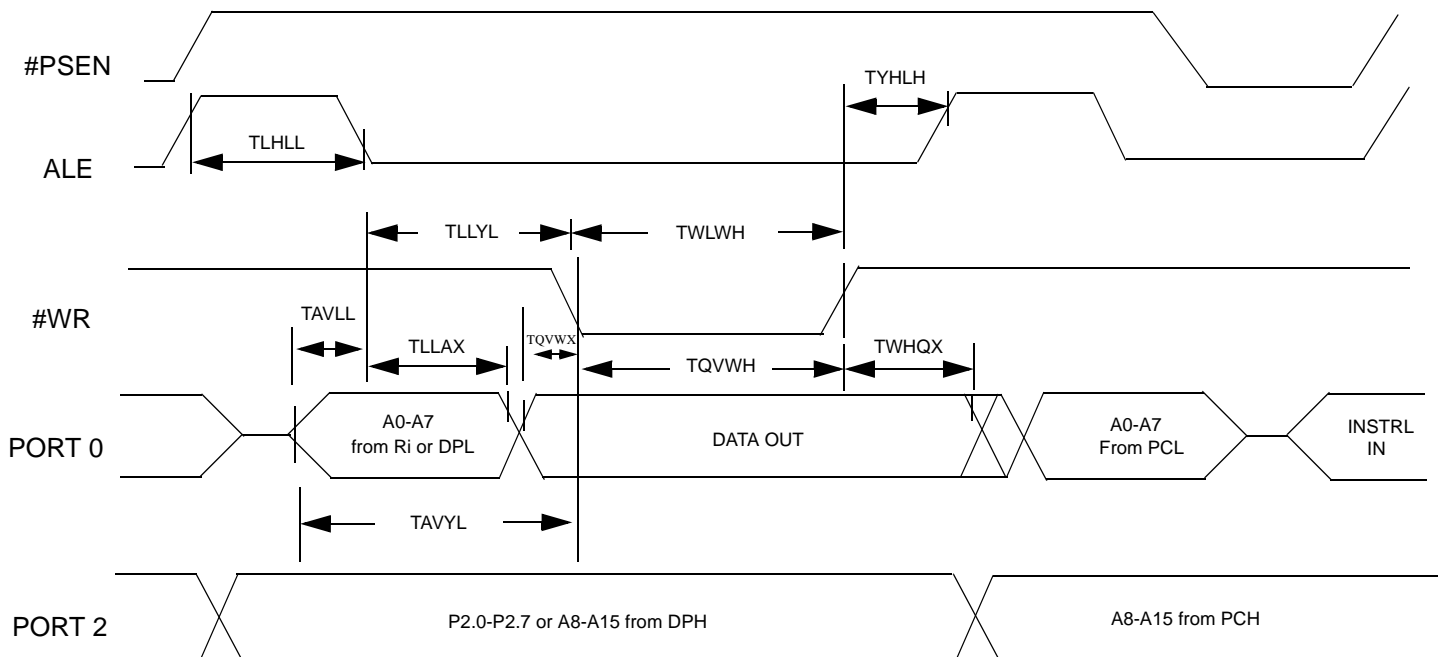 #PSEN
TYHLH
TLHLL
ALE
TLLYL
TWLWH
#WR
TAVLL
TQVWX
TLLAX
TQVWH
TWHQX
PORT 0
A0-A7
from Ri or DPL
DATA OUT
A0-A7
From PCL
INSTRL
IN
TAVYL
PORT 2
P2.0-P2.7 or A8-A15 from DPH
A8-A15 from PCH